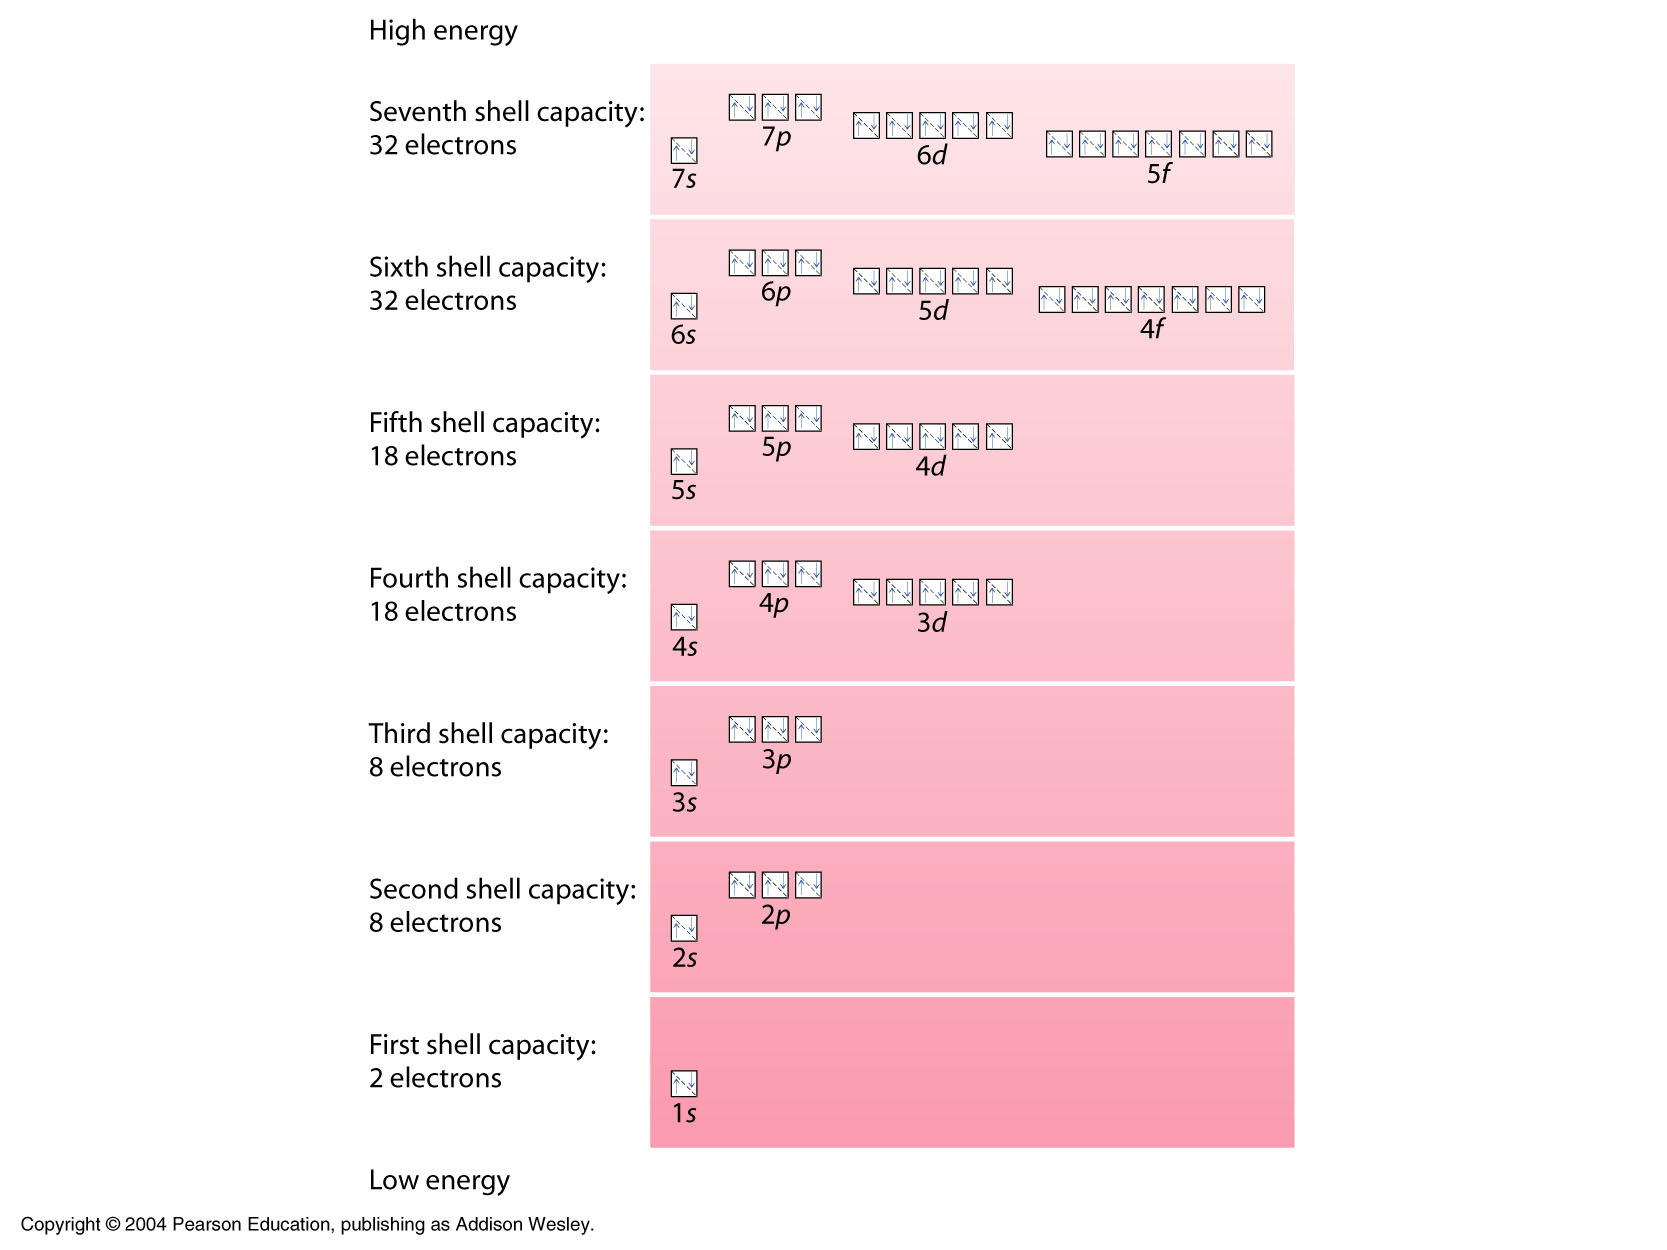 High energy
Seventh shell capacity:
32 electrons
7s
7p
6d
5f
Sixth shell capacity:
32 electrons
6s
6p
5d
4f
Fifth shell capacity:
18 electrons
5s
5p
4d
Fourth shell capacity:
18 electrons
4s
4p
3d
Third shell capacity:
8 electrons
3s
3p
Second shell capacity:
8 electrons
2s
2p
First shell capacity:
2 electrons
1s
Low energy
Copyright © 2004 Pearson Education, publishing as Addison Wesley.